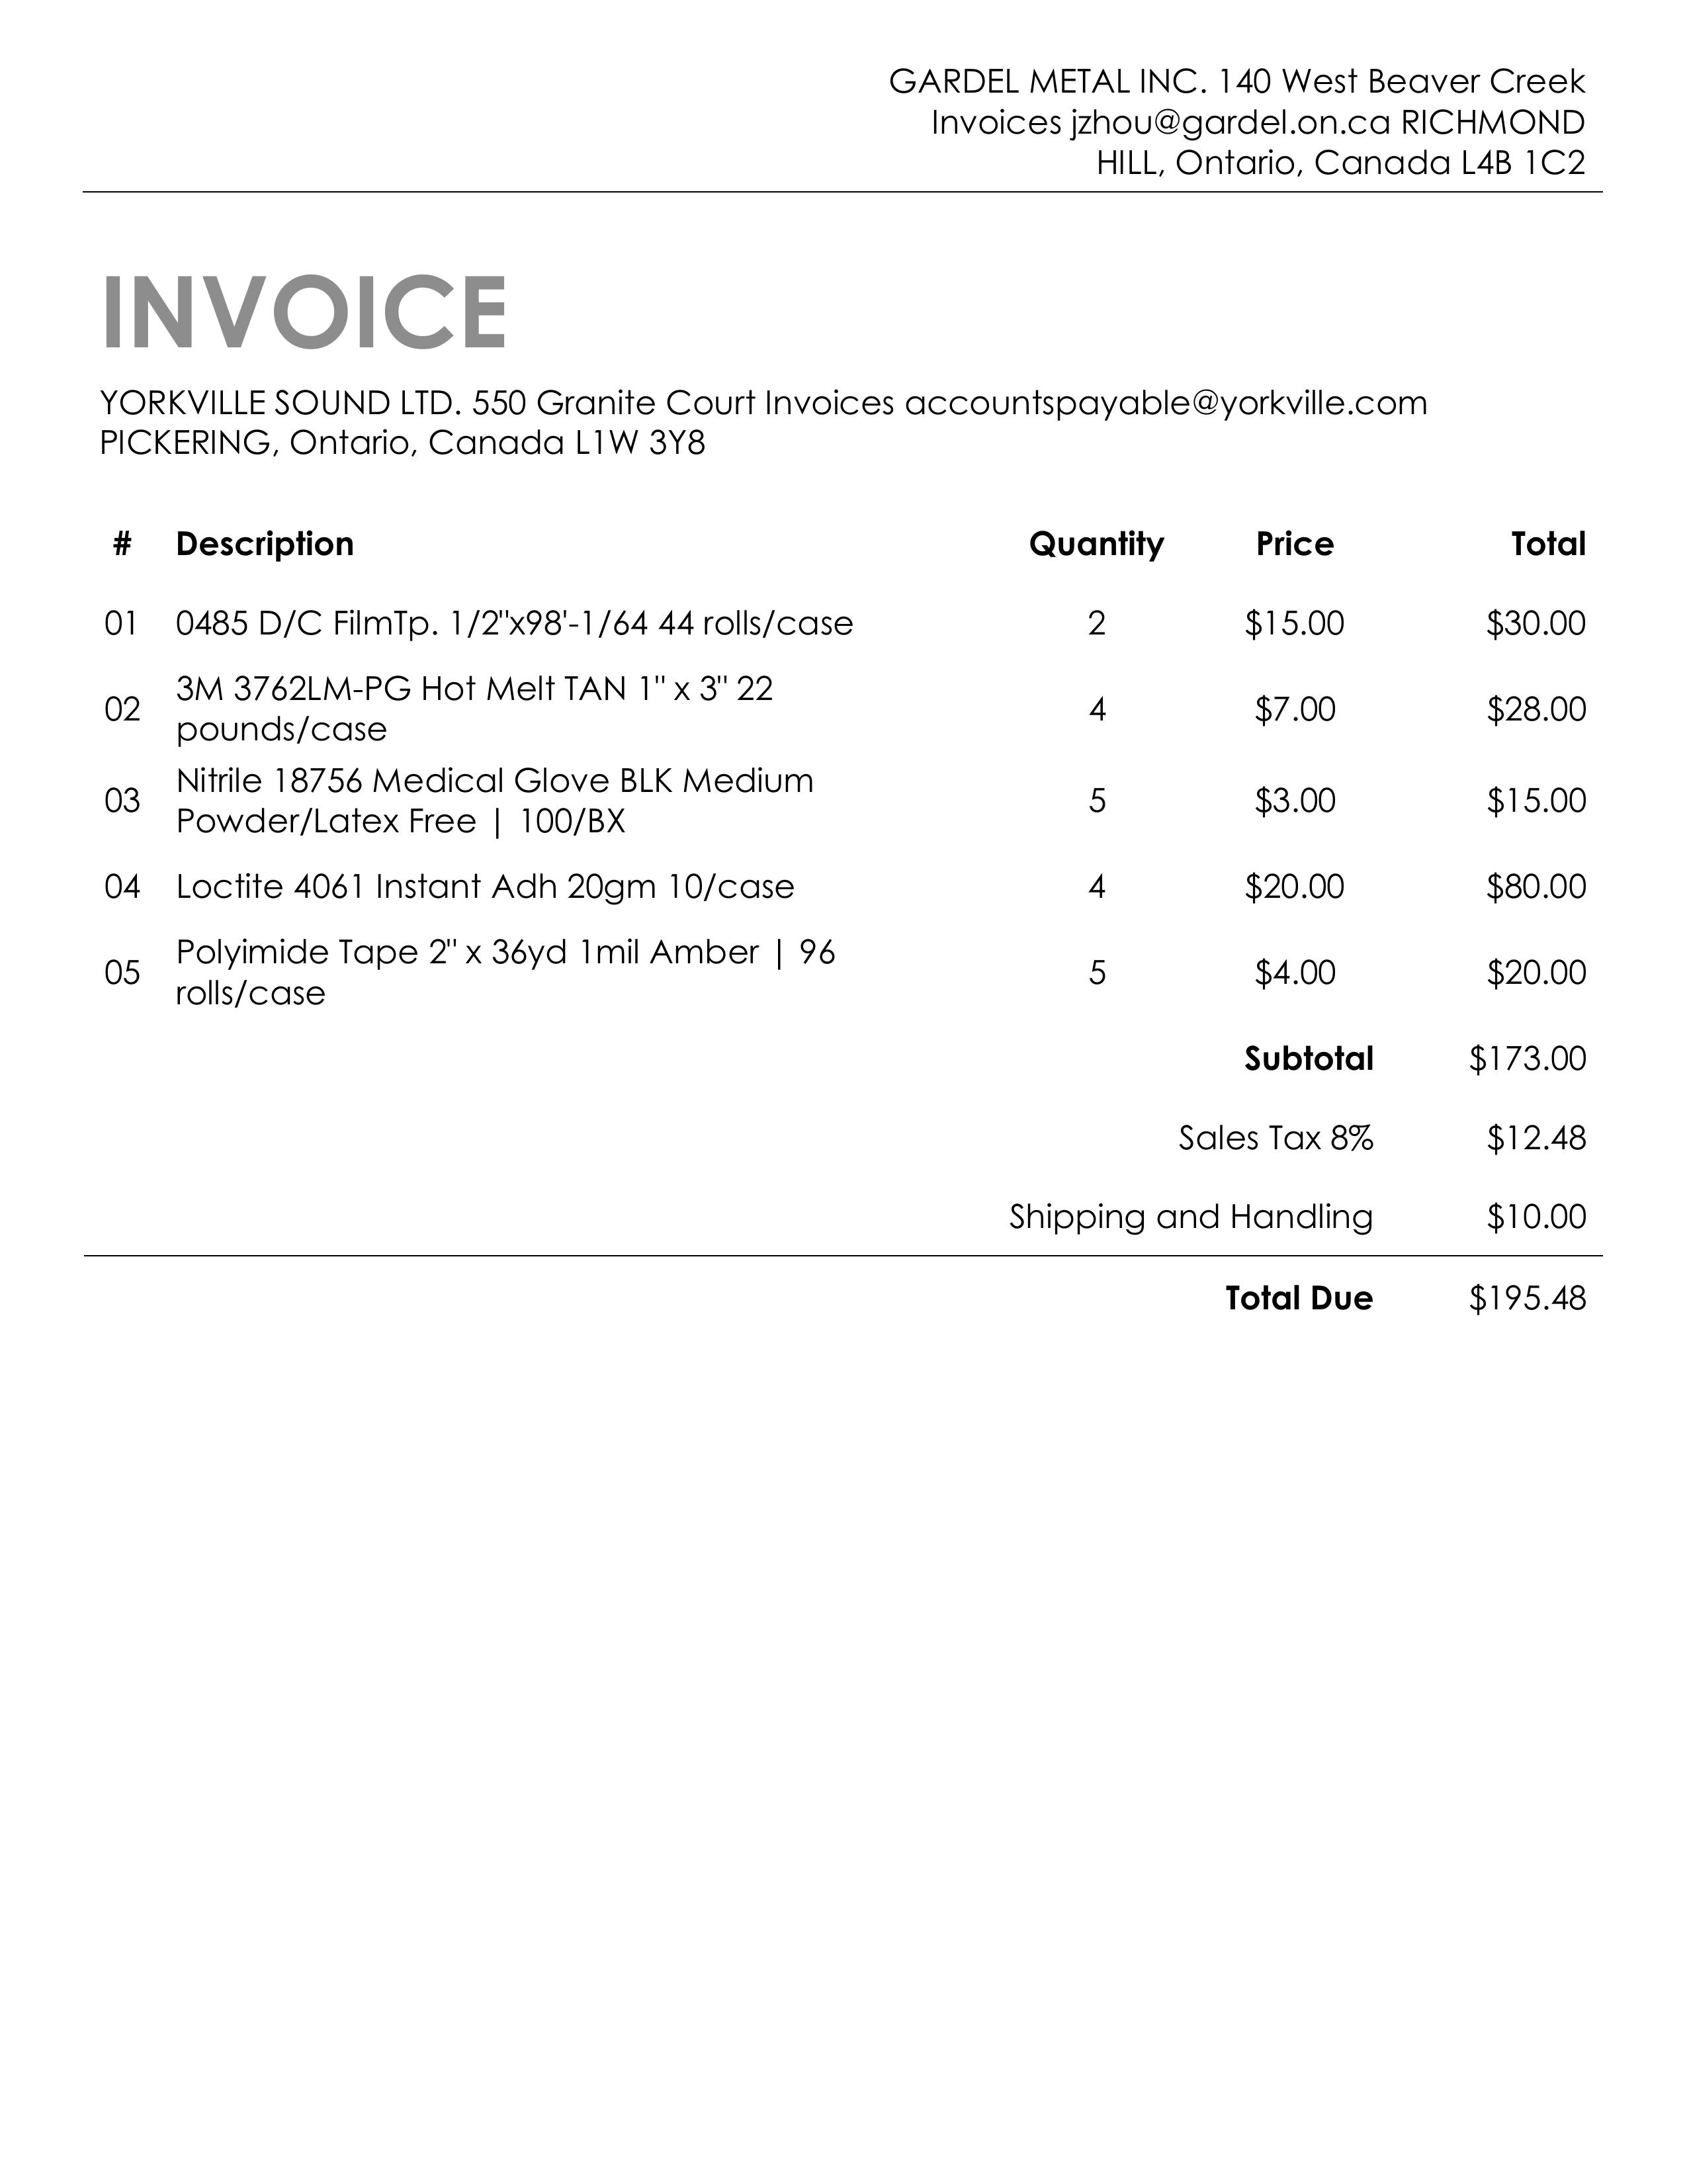 GARDEL METAL INC. 140 West Beaver Creek
Invoices jzhou@gardel.on.ca RICHMOND
HILL, Ontario, Canada L4B 1C2
INVOICE
YORKVILLE SOUND LTD. 550 Granite Court Invoices accountspayable@yorkville.com
PICKERING, Ontario, Canada L1W 3Y8
# Description Quantity Price Total
01 0485 D/C FilmTp. 1/2"x98'-1/64 44 rolls/case 2 $15.00 $30.00
02 3M 3762LM-PG Hot Melt TAN 1" x 3" 22
pounds/case 4 $7.00 $28.00
03 Nitrile 18756 Medical Glove BLK Medium
Powder/Latex Free | 100/BX 5 $3.00 $15.00
04 Loctite 4061 Instant Adh 20gm 10/case 4 $20.00 $80.00
05 Polyimide Tape 2" x 36yd 1mil Amber | 96
rolls/case 5 $4.00 $20.00
Subtotal $173.00
Sales Tax 8% $12.48
Shipping and Handling $10.00
Total Due $195.48